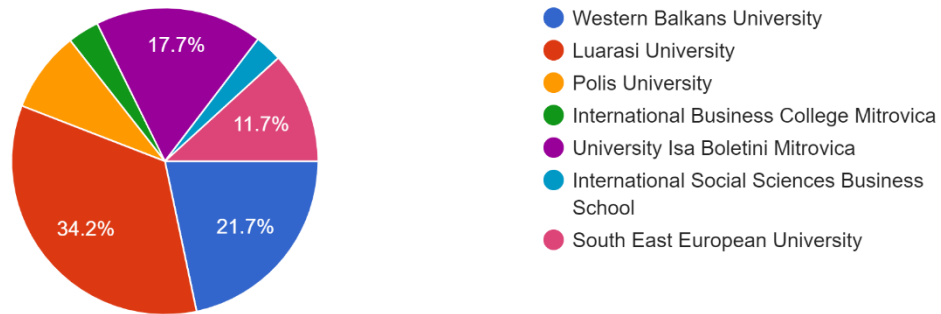 17.7%
11.7%
34.2%
21.7%
Western Balkans University
Luarasi University
Polis University
International Business College Mitrovica
University Isa Boletini Mitrovica
International Social Sciences Business
School
South East European University